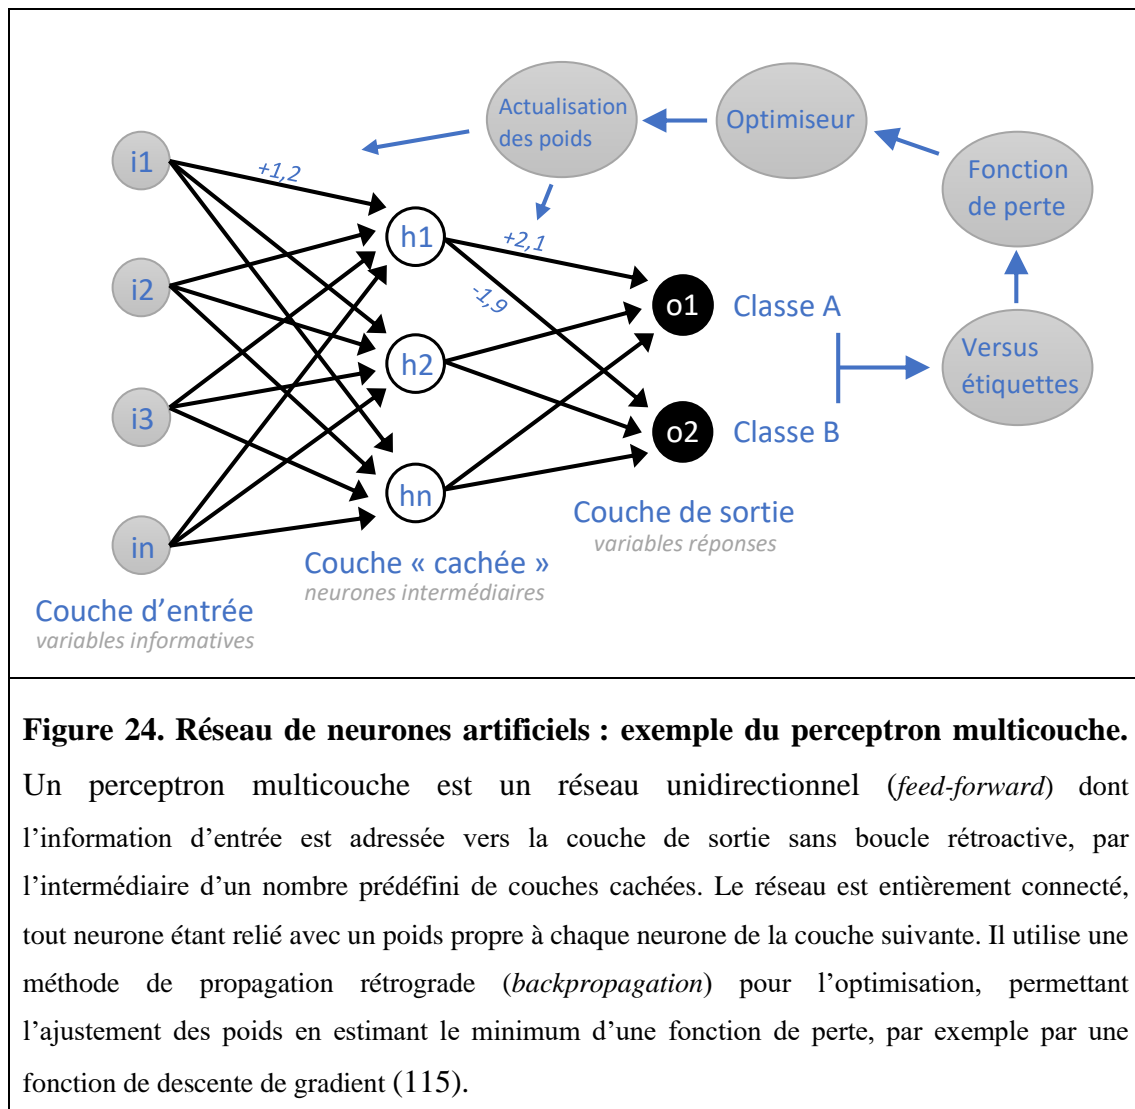 Actualisation
des poids
Optimiseur
Fonction
de perte
i1
+1,2
h1
+2,1
i2
-1,9
o1
Classe A
h2
Versus
étiquettes
i3
o2
Classe B
hn
in
Couche de sortie
variables réponses
Couche « cachée »
neurones intermédiaires
Couche d’entrée
variables informatives
Figure 24. Réseau de neurones artificiels : exemple du perceptron multicouche.
Un perceptron multicouche est un réseau unidirectionnel (feed-forward) dont
l’information d’entrée est adressée vers la couche de sortie sans boucle rétroactive, par
l’intermédiaire d’un nombre prédéfini de couches cachées. Le réseau est entièrement connecté,
tout neurone étant relié avec un poids propre à chaque neurone de la couche suivante. Il utilise une
méthode de propagation rétrograde (backpropagation) pour l’optimisation, permettant
l’ajustement des poids en estimant le minimum d’une fonction de perte, par exemple par une
fonction de descente de gradient (115).